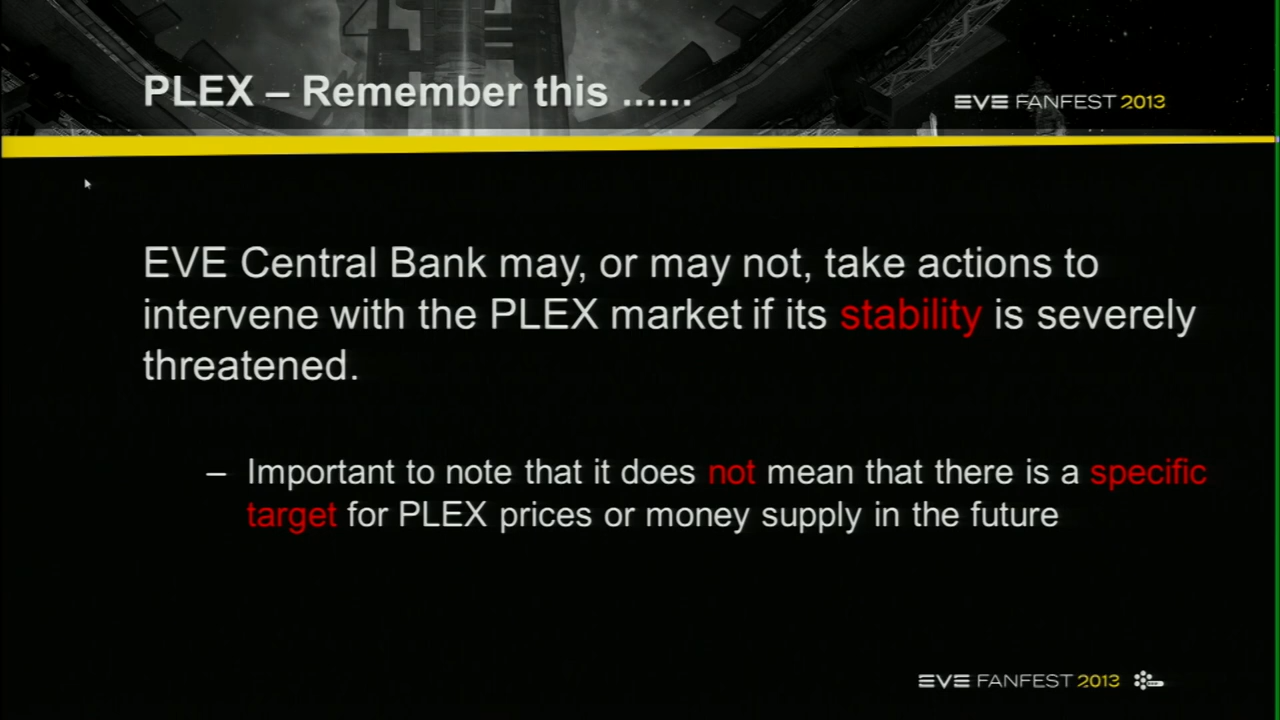 PLEX – Remember this ......
EVE FANFEST 2013
EVE Central Bank may, or may not, take actions to
intervene with the PLEX market if its stability is severely
threatened.
– Important to note that it does not mean that there is a specific
target for PLEX prices or money supply in the future
EVE FANFEST 2013